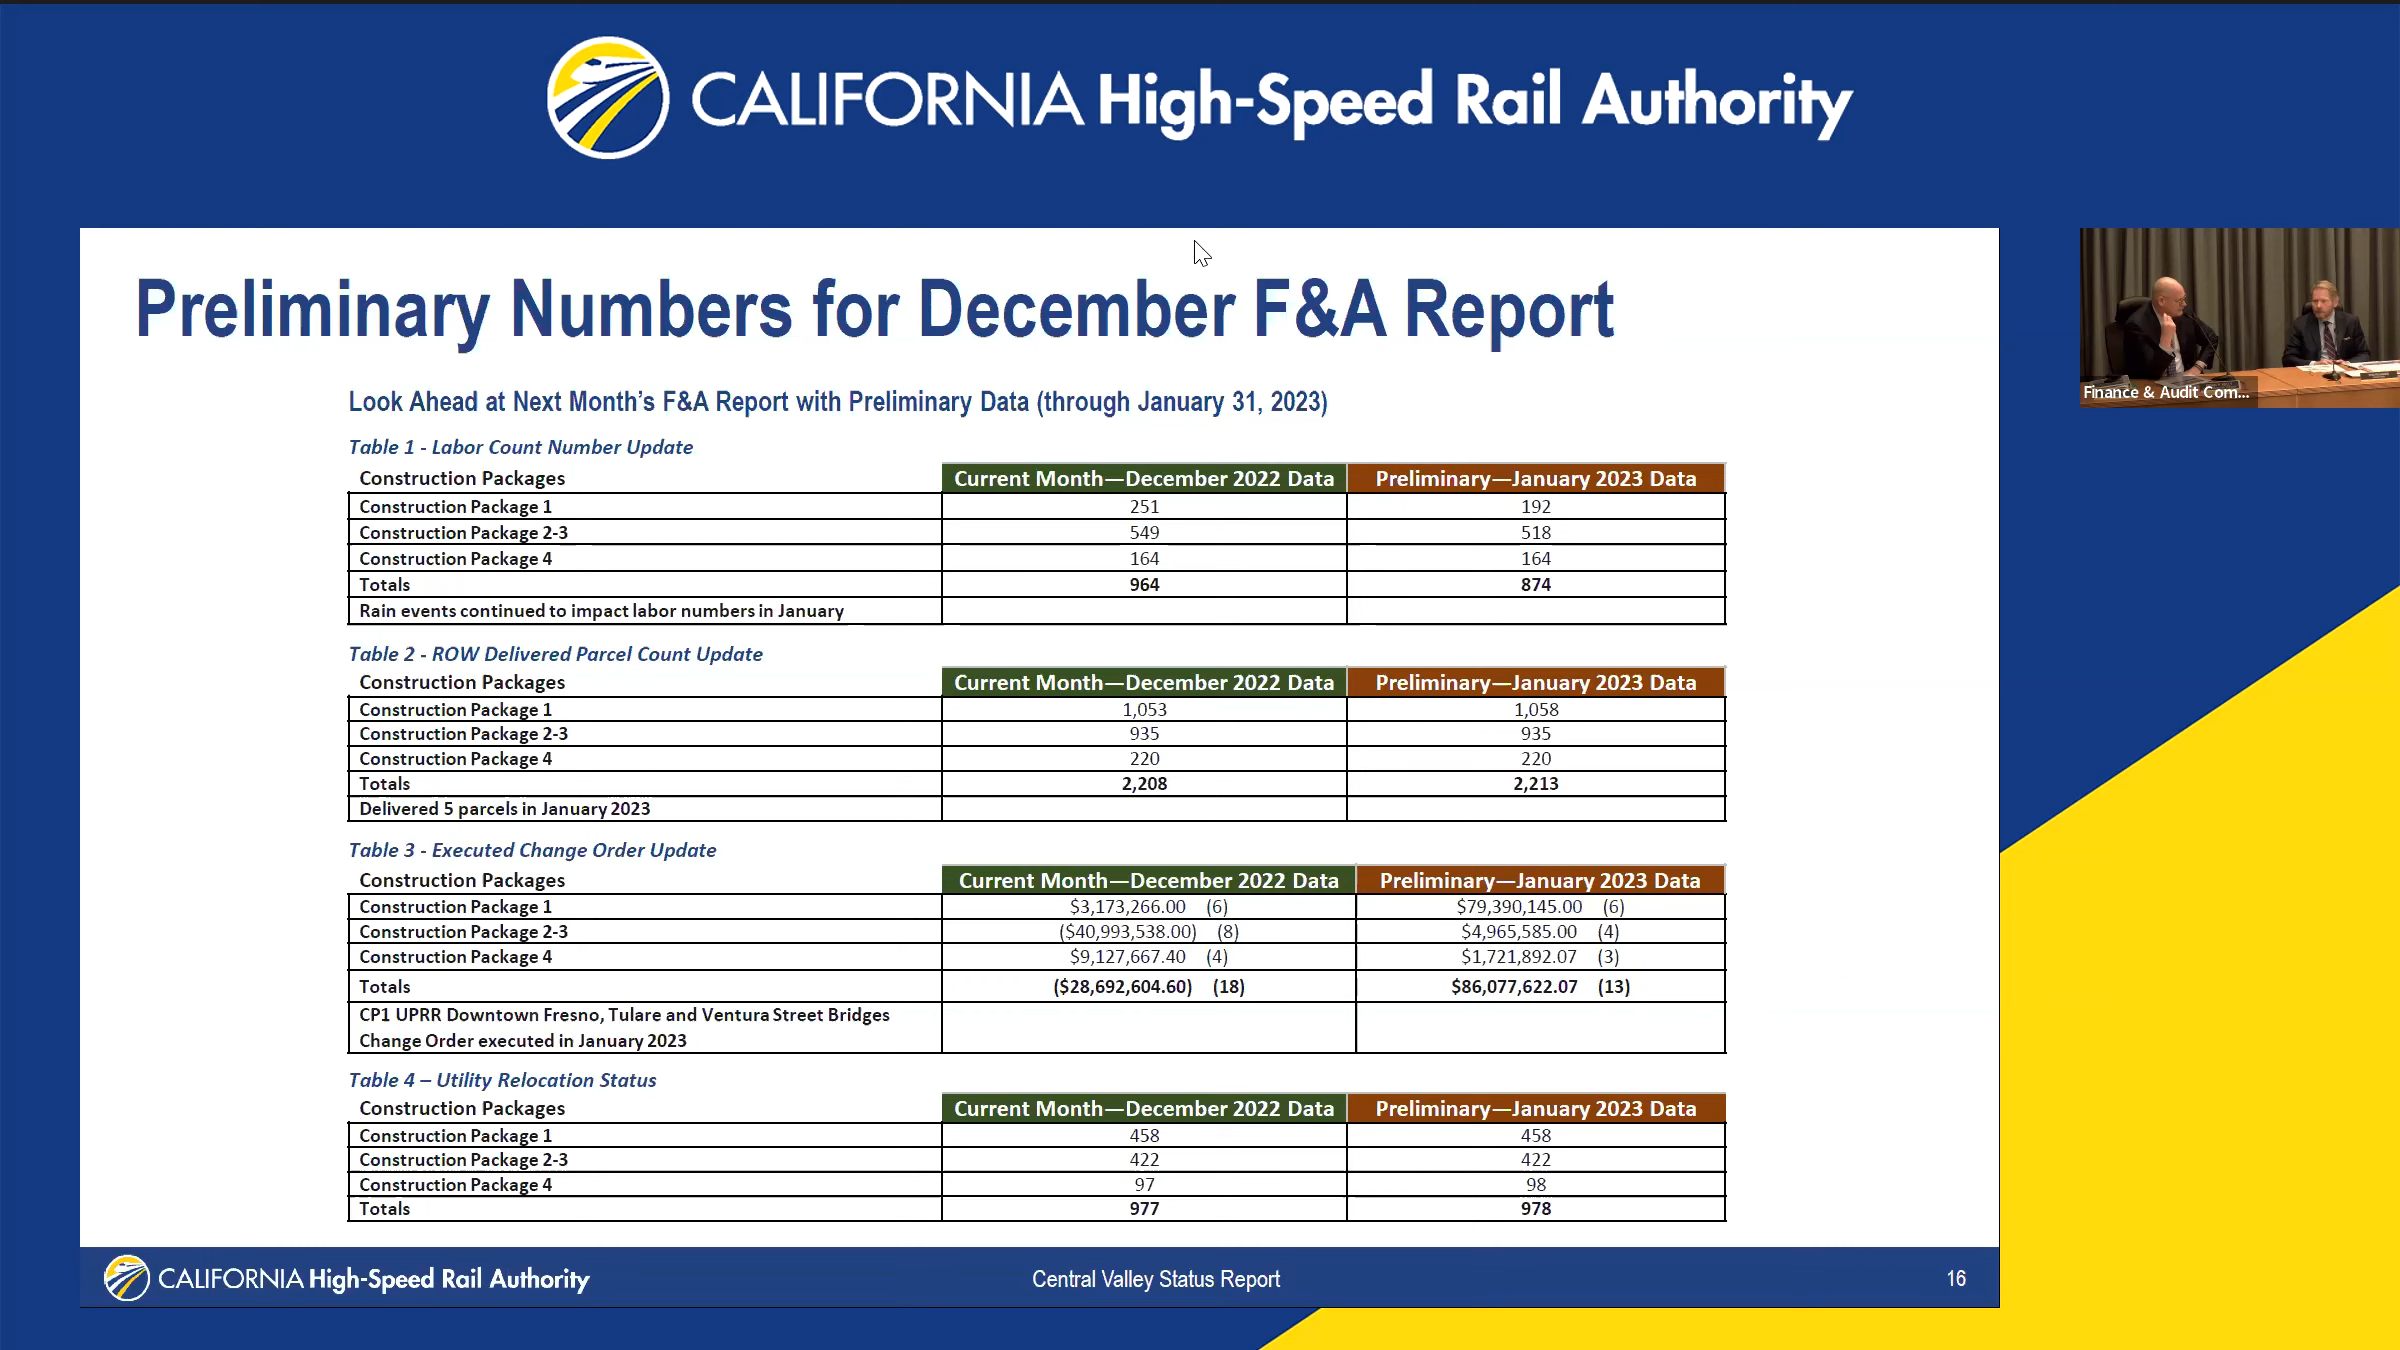 CALIFORNIA High-Speed Rail Authority
Preliminary Numbers for December F&A Report
Look Ahead at Next Month's F&A Report with Preliminary Data (through January 31, 2023)
Table 1 - Labor Count Number Update
Construction Packages Current Month—December 2022 Data Preliminary—January 2023 Data
Construction Package 1 251 192
Construction Package 2-3 549 518
Construction Package 4 164 164
Totals 964 874
Rain events continued to impact labor numbers in January
Table 2 - ROW Delivered Parcel Count Update
Construction Packages Current Month—December 2022 Data Preliminary—January 2023 Data
Construction Package 1 1,053 1,058
Construction Package 2-3 935 935
Construction Package 4 220 220
Totals 2,208 2,213
Delivered 5 parcels in January 2023
Table 3 - Executed Change Order Update
Construction Packages Current Month—December 2022 Data Preliminary—January 2023 Data
Construction Package 1 $3,173,266.00 (6) $79,390,145.00 (6)
Construction Package 2-3 ($40,993,538.00) (8) $4,965,585.00 (4)
Construction Package 4 $9,127,667.40 (4) $1,721,892.07 (3)
Totals ($28,692,604.60) (18) $86,077,622.07 (13)
CP1 UPRR Downtown Fresno, Tulare and Ventura Street Bridges
Change Order executed in January 2023
Table 4 – Utility Relocation Status
Construction Packages Current Month—December 2022 Data Preliminary—January 2023 Data
Construction Package 1 458 458
Construction Package 2-3 422 422
Construction Package 4 97 98
Totals 977 978
CALIFORNIA High-Speed Rail Authority Central Valley Status Report 16
Finance & Audit Com...